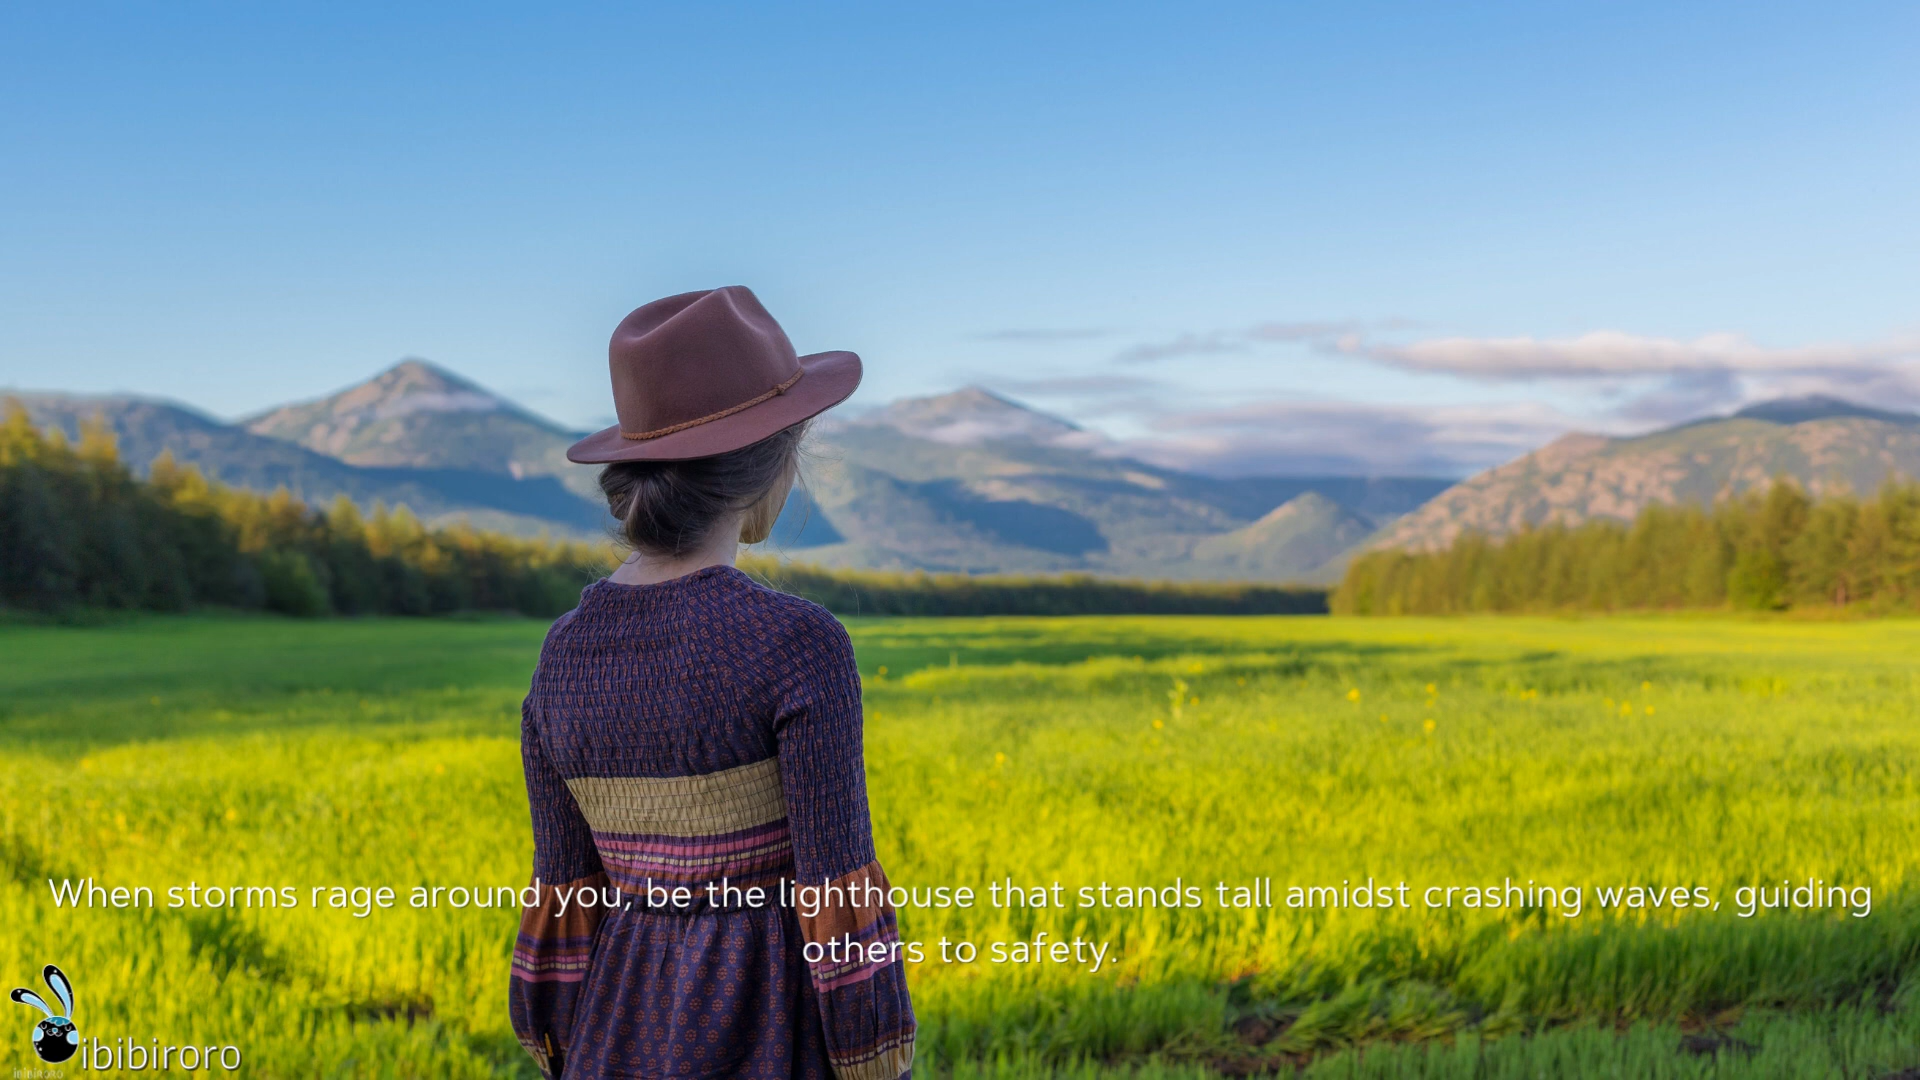 When storms rage around you, be the lighthouse that stands tall amidst crashing waves, guiding
others to safety.
ibibiroro
ibibiroro